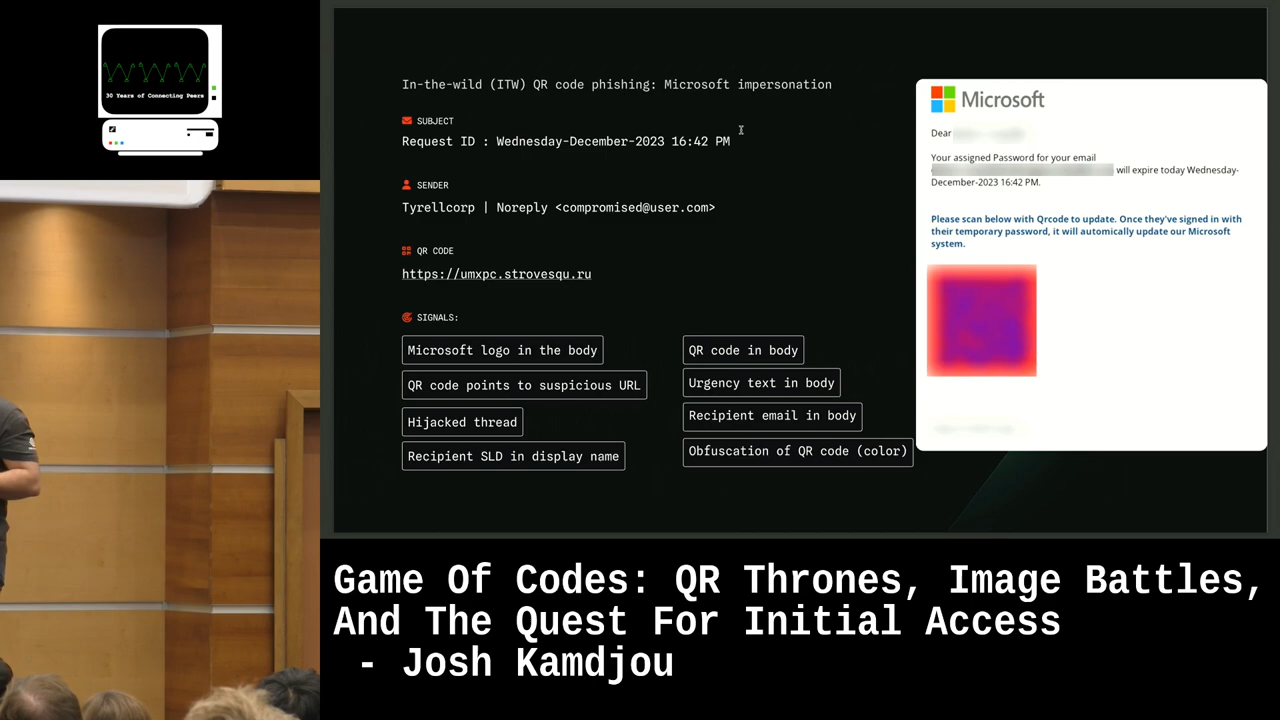 30 Years of Connecting Peers
In-the-wild (ITW) QR code phishing: Microsoft impersonation
SUBJECT
Request ID : Wednesday-December-2023 16:42 PM
SENDER
Tyrellcorp | Noreply <compromised@user.com>
QR CODE
https://umxpc.strovesqu.ru
SIGNALS:
Microsoft logo in the body
QR code points to suspicious URL
Hijacked thread
Recipient SLD in display name
QR code in body
Urgency text in body
Recipient email in body
Obfuscation of QR code (color)
Microsoft
Dear
Your assigned Password for your email
will expire today Wednesday-
December-2023 16:42 PM.
Please scan below with Qrcode to update. Once they've signed in with
their temporary password, it will automically update our Microsoft
system.
Game Of Codes: QR Thrones, Image Battles,
And The Quest For Initial Access
- Josh Kamdjou